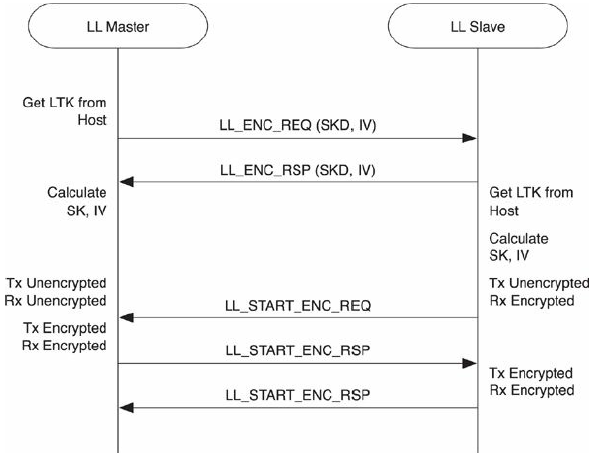 LL Master
LL Slave
Get LTK from
Host
LL_ENC_REQ (SKD, IV)
LL_ENC_RSP (SKD, IV)
Calculate
SK, IV
Get LTK from
Host
Calculate
SK, IV
Tx Unencrypted
Rx Unencrypted
Tx Unencrypted
Rx Encrypted
LL_START_ENC_REQ
Tx Encrypted
Rx Encrypted
LL_START_ENC_RSP
Tx Encrypted
Rx Encrypted
LL_START_ENC_RSP